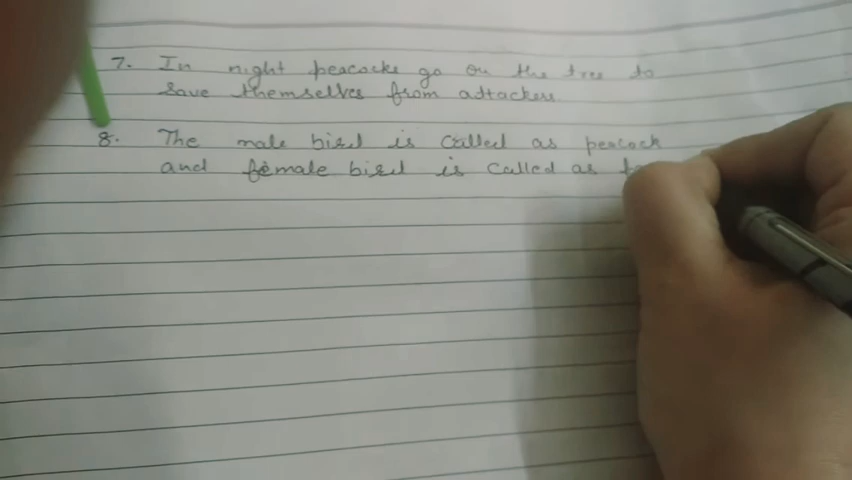 7. In night peacocks go on the tree to
save themselves from attackers.
8. The male bird is called as peacock
and female bird is called as